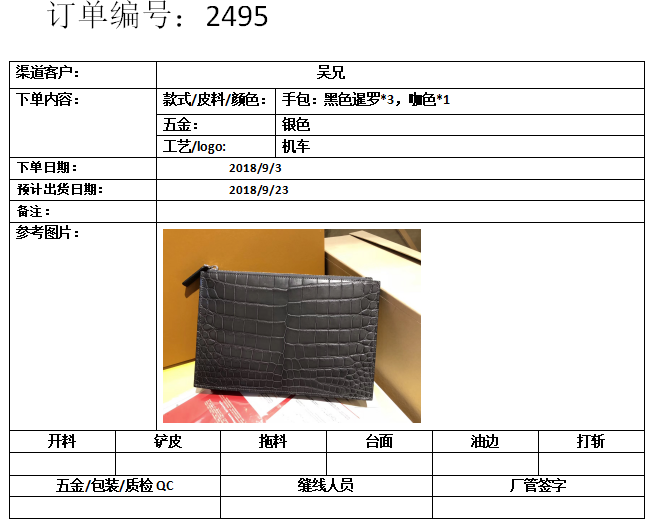 订单编号：2495
渠道客户： 吴兄
下单内容： 款式/皮料/颜色： 手包：黑色暹罗*3，咖色*1
五金： 银色
工艺/logo: 机车
下单日期： 2018/9/3
预计出货日期： 2018/9/23
备注：
参考图片：
开料 铲皮 拖料 台面 油边 打斩
五金/包装/质检QC 缝线人员 厂管签字